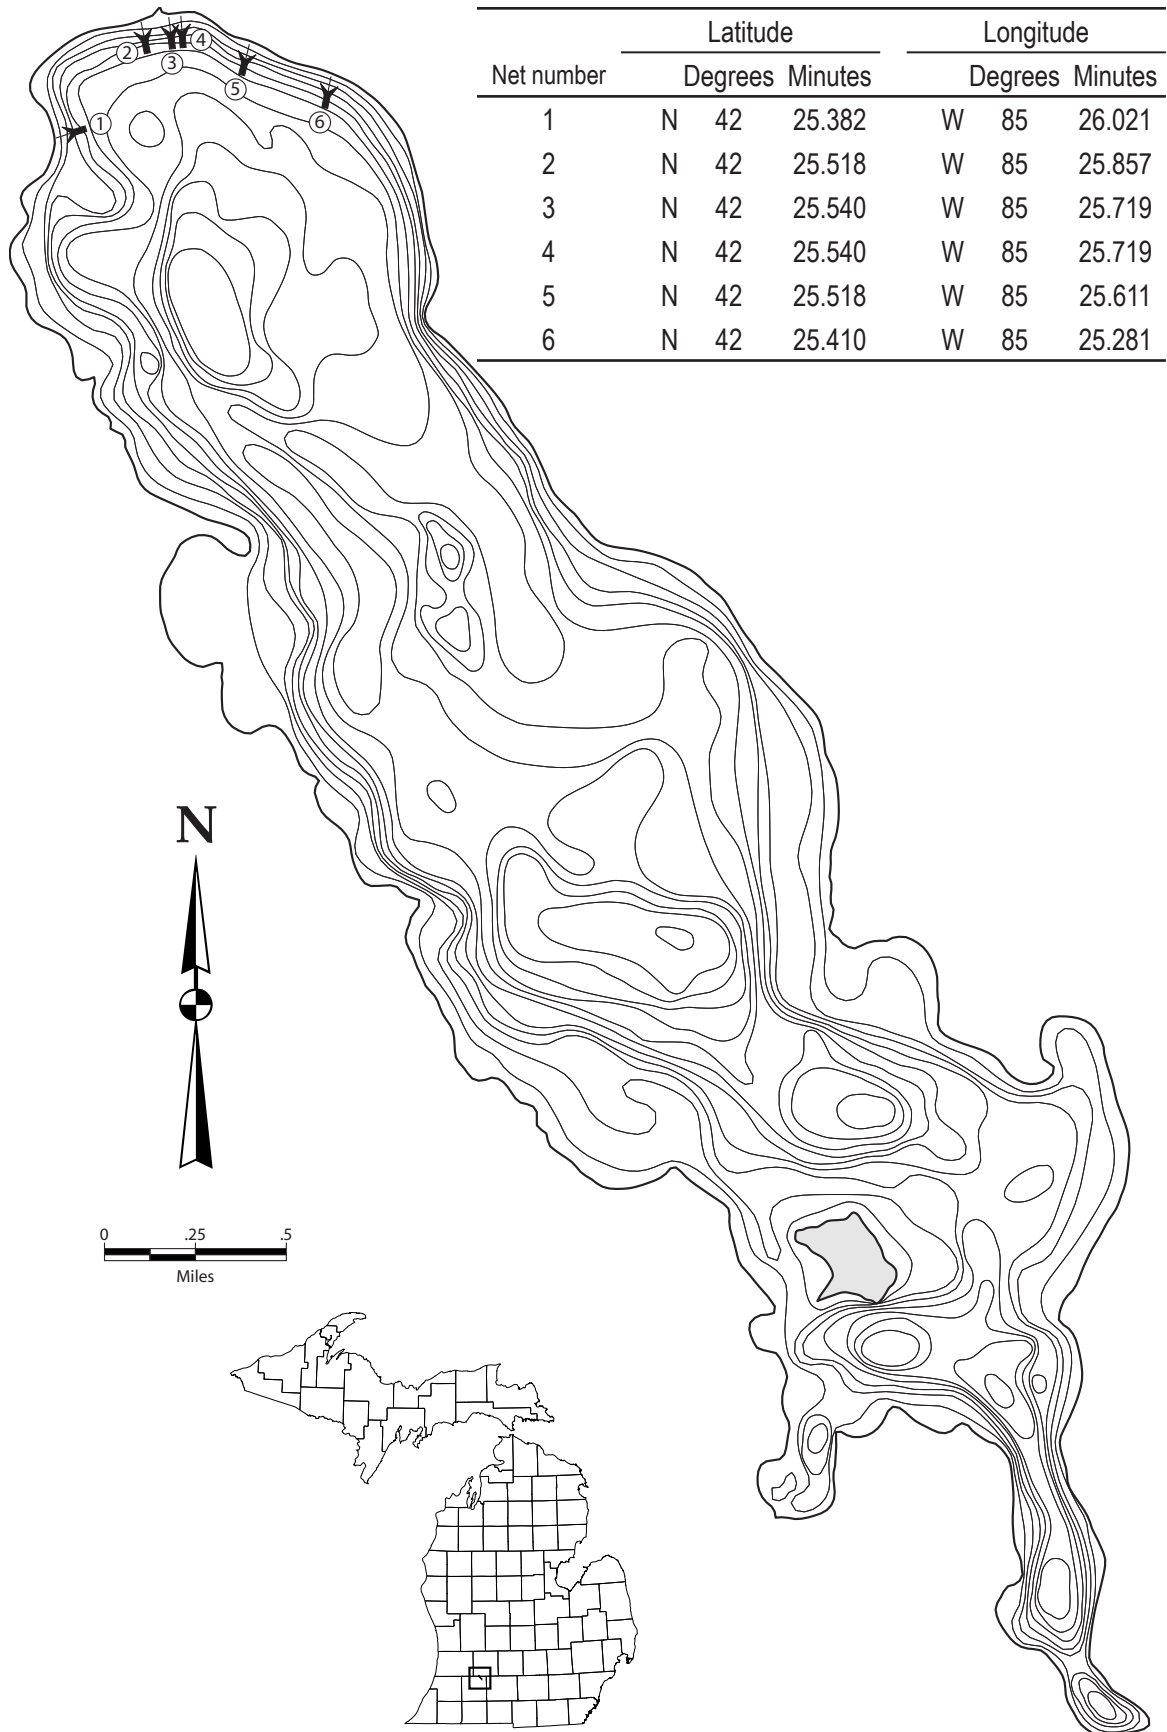 Latitude Longitude
Net number Degrees Minutes Degrees Minutes
1 N 42 25.382 W 85 26.021
2 N 42 25.518 W 85 25.857
3 N 42 25.540 W 85 25.719
4 N 42 25.540 W 85 25.719
5 N 42 25.518 W 85 25.611
6 N 42 25.410 W 85 25.281
2 4
3
5
1 6
N
0 .25 .5
Miles